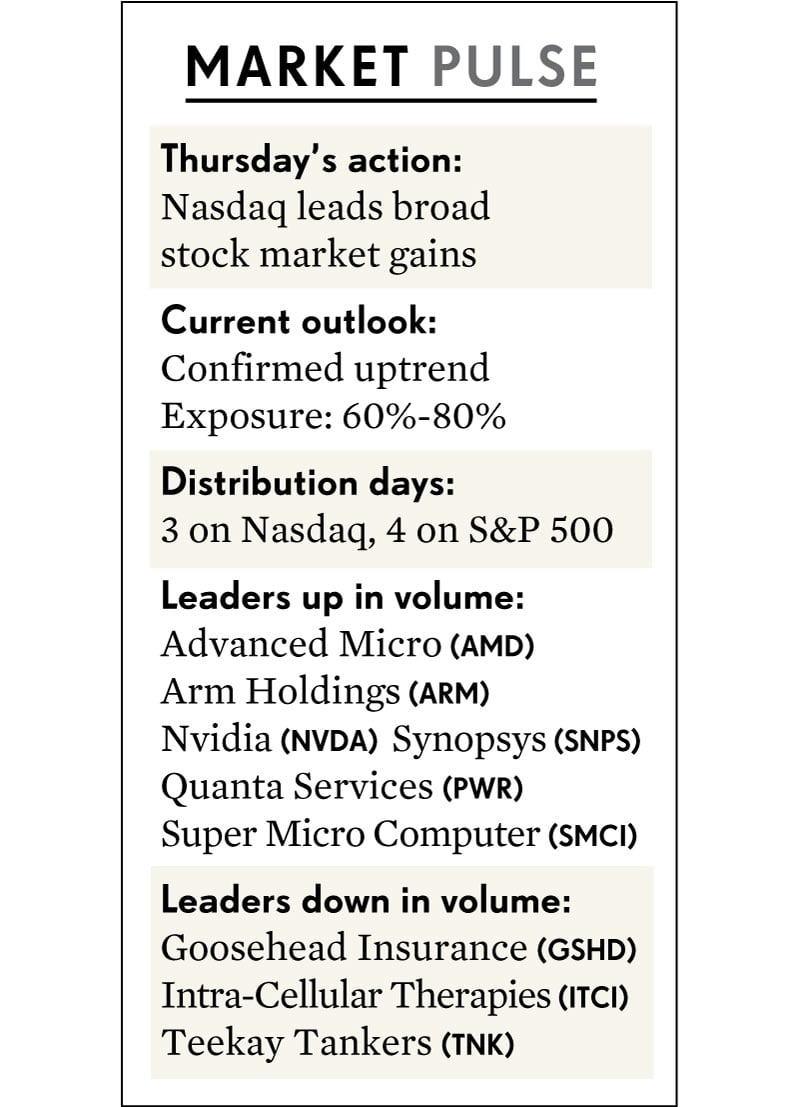 MARKET PULSE
Thursday's action:
Nasdaq leads broad
stock market gains
Current outlook:
Confirmed uptrend
Exposure: 60%-80%
Distribution days:
3 on Nasdaq, 4 on S&P 500
Leaders up in volume:
Advanced Micro (AMD)
Arm Holdings (ARM)
Nvidia (NVDA) Synopsys (SNPS)
Quanta Services (PWR)
Super Micro Computer (SMCI)
Leaders down in volume:
Goosehead Insurance (GSHD)
Intra-Cellular Therapies (ITCI)
Teekay Tankers (TNK)